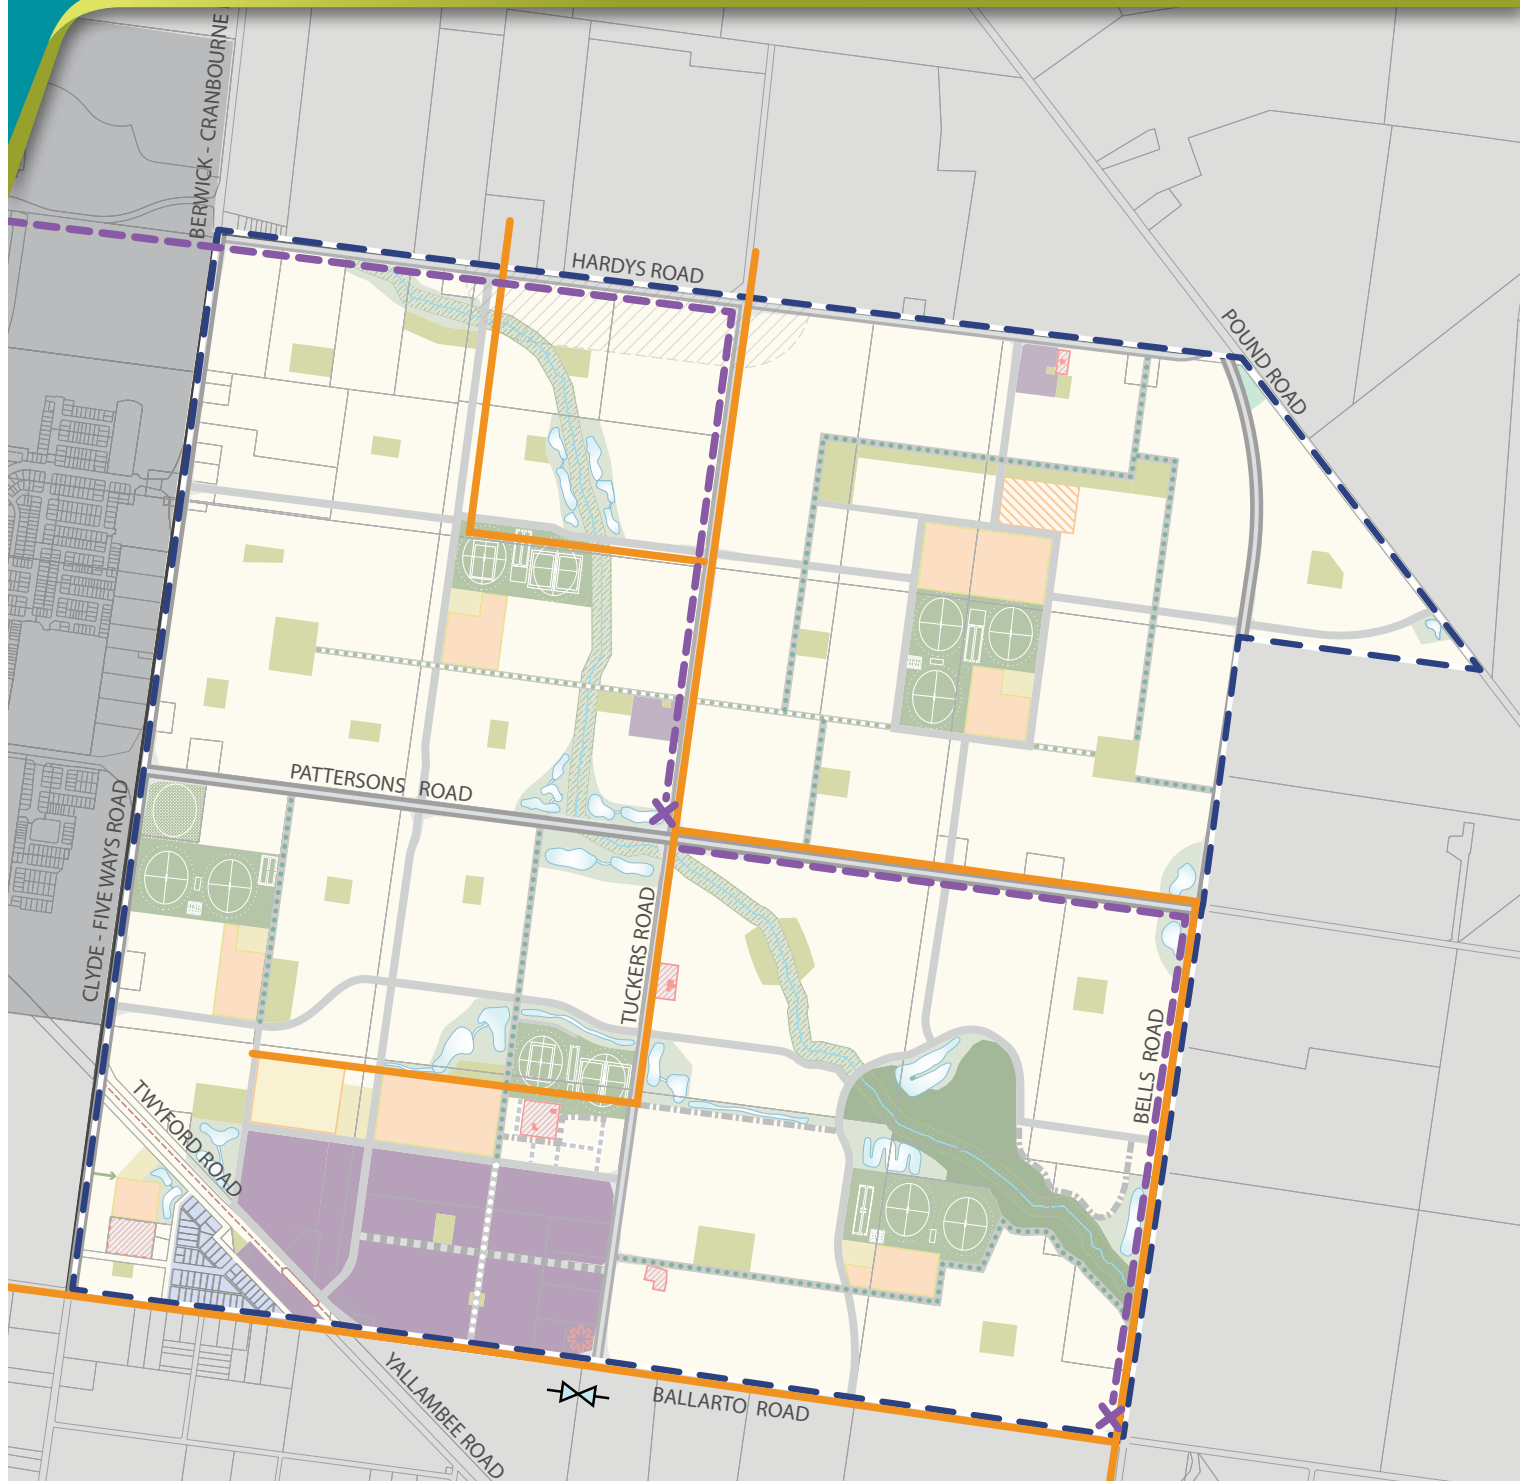 BERWICK - CRANBOURNE
HARDYS ROAD
POUND ROAD
PATTERSONS ROAD
CLYDE - FIVE WAYS ROAD
TUCKERS ROAD
BELLS ROAD
TWYFORD ROAD
YALLAMBEE ROAD
BALLARTO ROAD